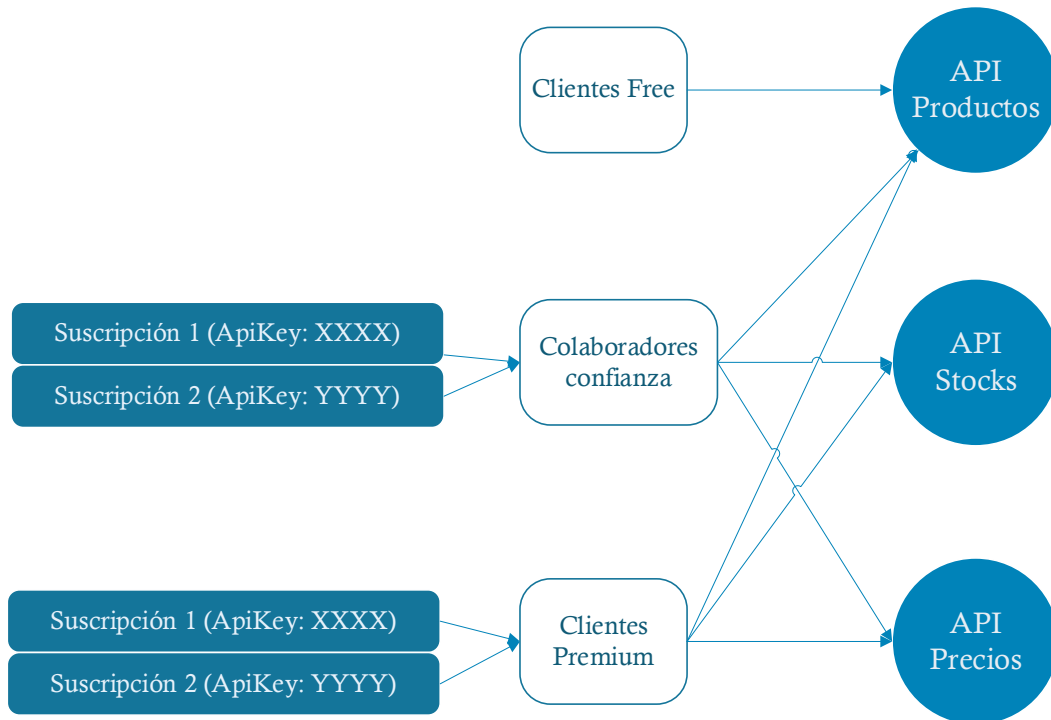 Clientes Free
API
Productos
Suscripción 1 (ApiKey: XXXX)
Suscripción 2 (ApiKey: YYYY)
Colaboradores
confianza
API
Stocks
Suscripción 1 (ApiKey: XXXX)
Suscripción 2 (ApiKey: YYYY)
Clientes
Premium
API
Precios